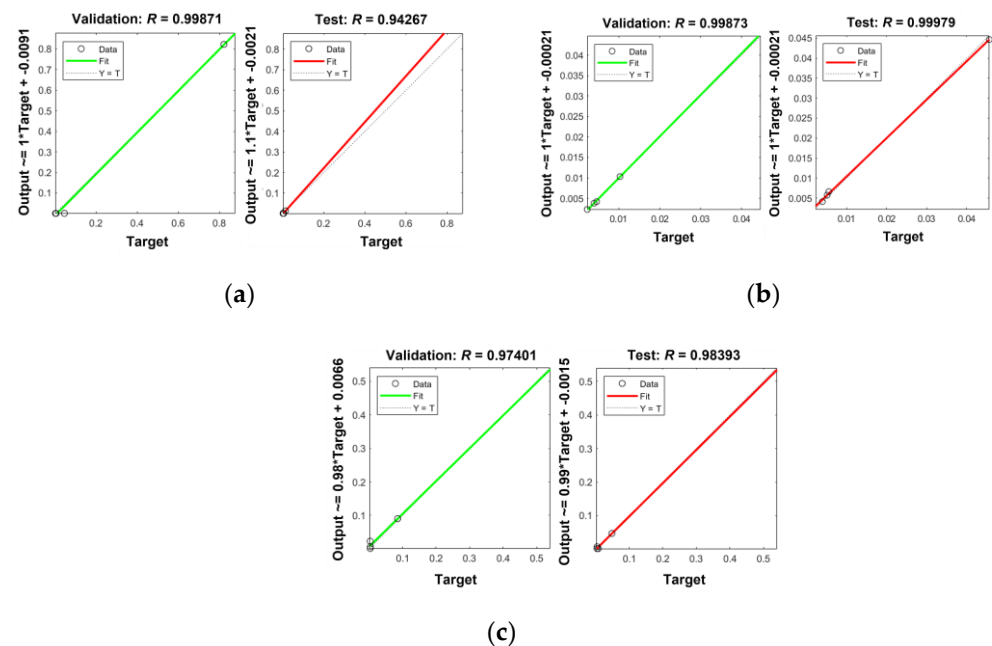 Validation: R = 0.99871
Output ~= 1*Target + -0.0091
0.8
0.7
0.6
0.5
0.4
0.3
0.2
0.1
Data
Fit
Y = T
0.2 0.4 0.6 0.8
Target
Test: R = 0.94267
Output ~= 1.1*Target + -0.0021
0.8
0.7
0.6
0.5
0.4
0.3
0.2
0.1
Data
Fit
Y = T
0.2 0.4 0.6 0.8
Target
(a)
Validation: R = 0.99873
Output ~= 1*Target + -0.00021
0.04
0.035
0.03
0.025
0.02
0.015
0.01
0.005
Data
Fit
Y = T
0.01 0.02 0.03 0.04
Target
Test: R = 0.99979
Output ~= 1*Target + -0.00021
0.045
0.04
0.035
0.03
0.025
0.02
0.015
0.01
0.005
Data
Fit
Y = T
0.01 0.02 0.03 0.04
Target
(b)
Validation: R = 0.97401
Output ~= 0.98*Target + 0.0066
0.5
0.4
0.3
0.2
0.1
Data
Fit
Y = T
0.1 0.2 0.3 0.4 0.5
Target
Test: R = 0.98393
Output ~= 0.99*Target + -0.0015
0.5
0.4
0.3
0.2
0.1
Data
Fit
Y = T
0.1 0.2 0.3 0.4 0.5
Target
(c)